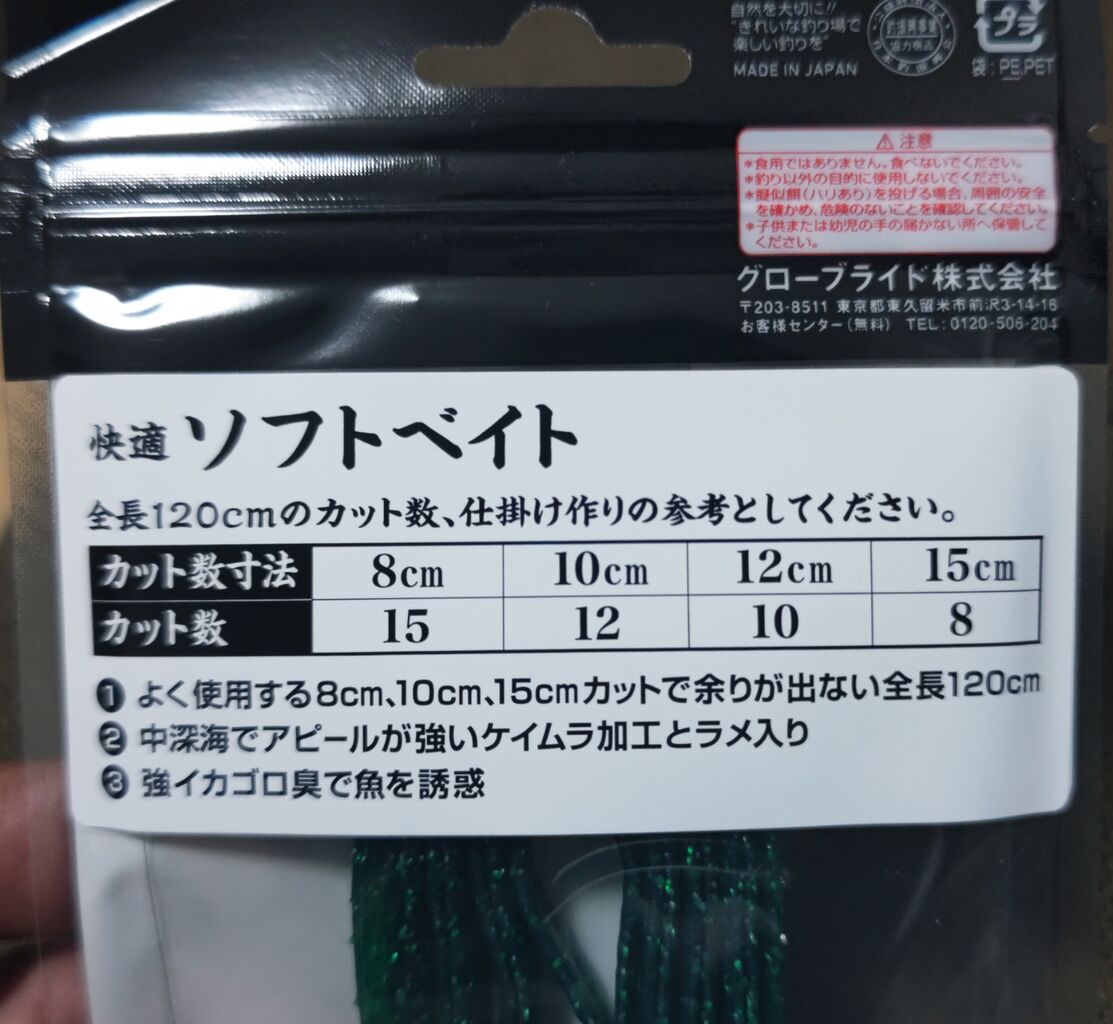 自然を大切に!!
"きれいな釣り場で
楽しい釣りを"
MADE IN JAPAN
プラ
袋:PE,PET
⚠注意
*食用ではありません。食べないでください。
*釣り以外の目的に使用しないでください。
*擬似餌(ハリあり)を投げる場合、周囲の安全
を確かめ、危険のないことを確認してください。
*子供または幼児の手の届かない所へ保管して
ください。
グローブライド株式会社
〒203-8511 東京都東久留米市前沢3-14-16
お客様センター(無料) TEL:0120-506-204
快適 ソフトベイト
全長120cmのカット数、仕掛け作りの参考としてください。
カット数寸法 8cm 10cm 12cm 15cm
カット数 15 12 10 8
❶ よく使用する8cm、10cm、15cmカットで余りが出ない全長120cm
❷ 中深海でアピールが強いケイムラ加工とラメ入り
❸ 強イカゴロ臭で魚を誘惑